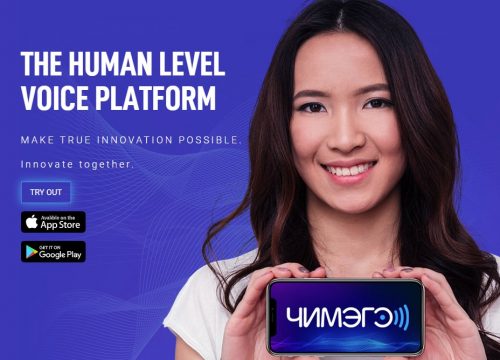 THE HUMAN LEVEL
VOICE PLATFORM
MAKE TRUE INNOVATION POSSIBLE.
Innovate together.
TRY OUT
Avalible on the
App Store
GET IT ON
Google Play
ЧИМЭГЭ